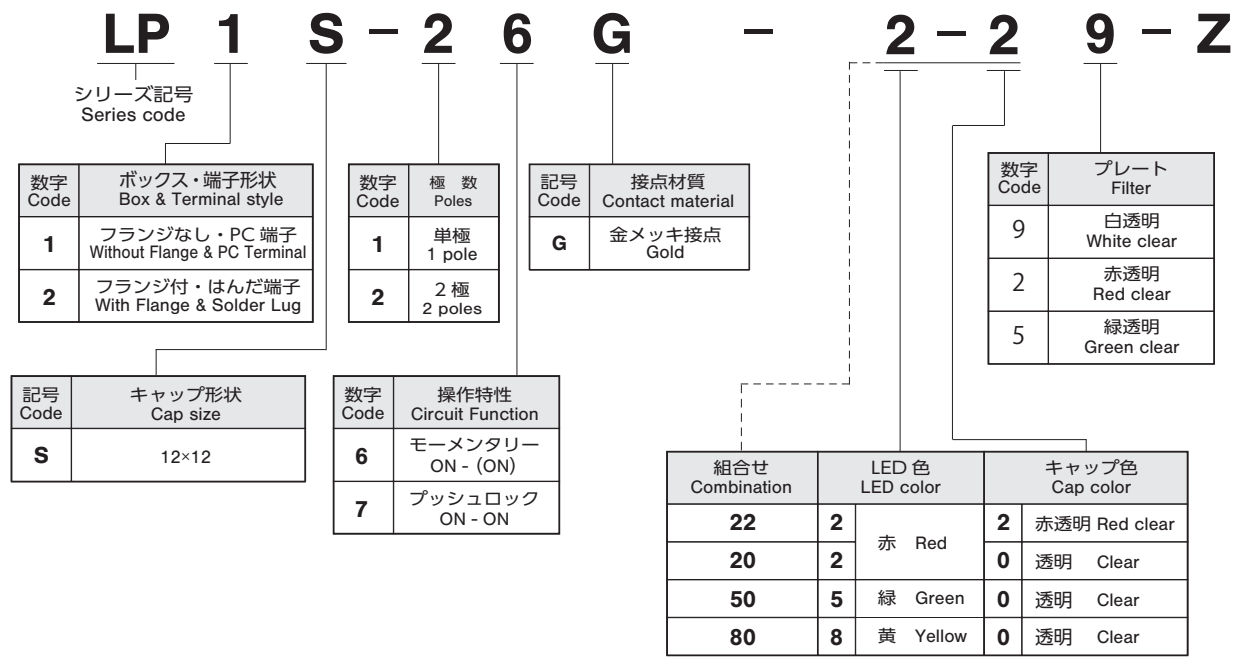 LP 1 S - 2 6 G - 2 - 2 9 - Z
シリーズ記号
Series code
数字 ボックス・端子形状
Code Box & Terminal style
1 フランジなし・PC 端子
Without Flange & PC Terminal
2 フランジ付・はんだ端子
With Flange & Solder Lug
数字 極 数
Code Poles
1 単極
1 pole
2 2 極
2 poles
記号 接点材質
Code Contact material
G 金メッキ接点
Gold
数字 プレート
Code Filter
9 白透明
White clear
2 赤透明
Red clear
5 緑透明
Green clear
記号 キャップ形状
Code Cap size
S 12×12
数字 操作特性
Code Circuit Function
6 モーメンタリー
ON - (ON)
7 プッシュロック
ON - ON
組合せ LED 色 キャップ色
Combination LED color Cap color
22 2 赤 Red 2 赤透明 Red clear
20 2 0 透明 Clear
50 5 緑 Green 0 透明 Clear
80 8 黄 Yellow 0 透明 Clear